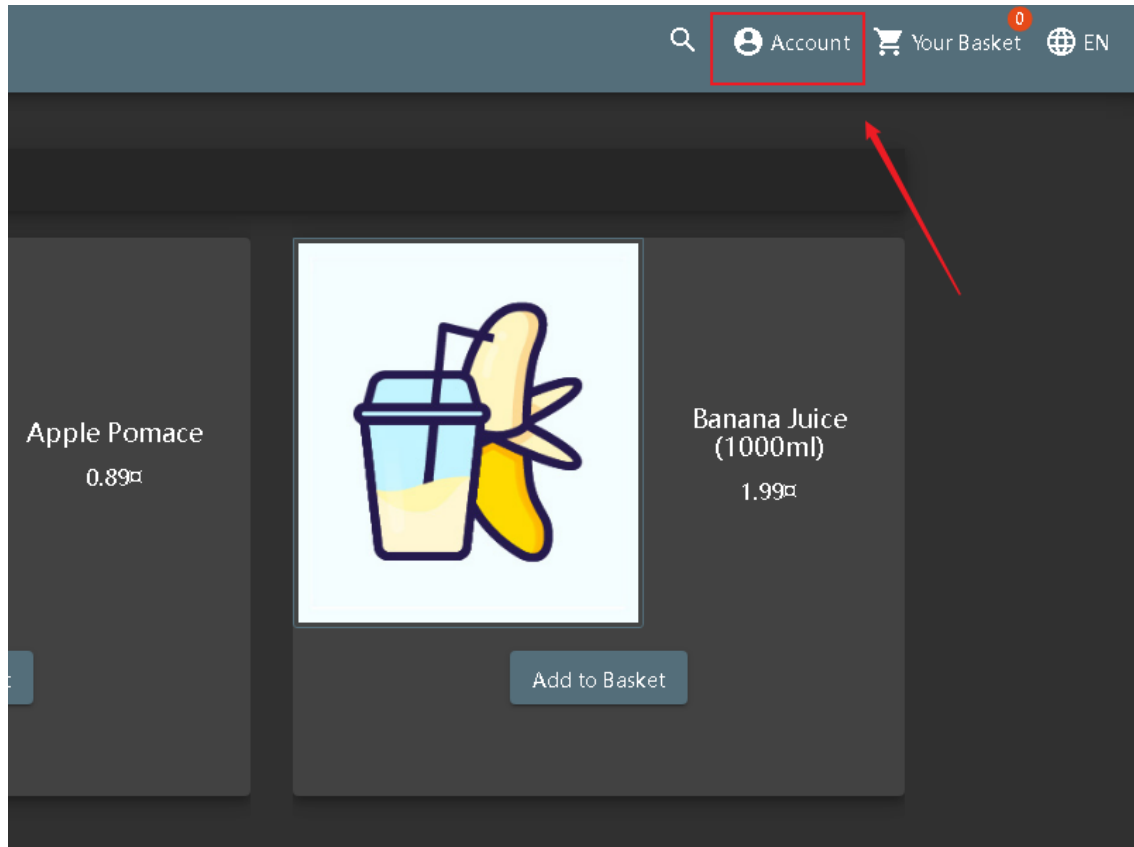 Account
Your Basket
0
EN
Apple Pomace
0.89¤
Banana Juice
(1000ml)
1.99¤
Add to Basket